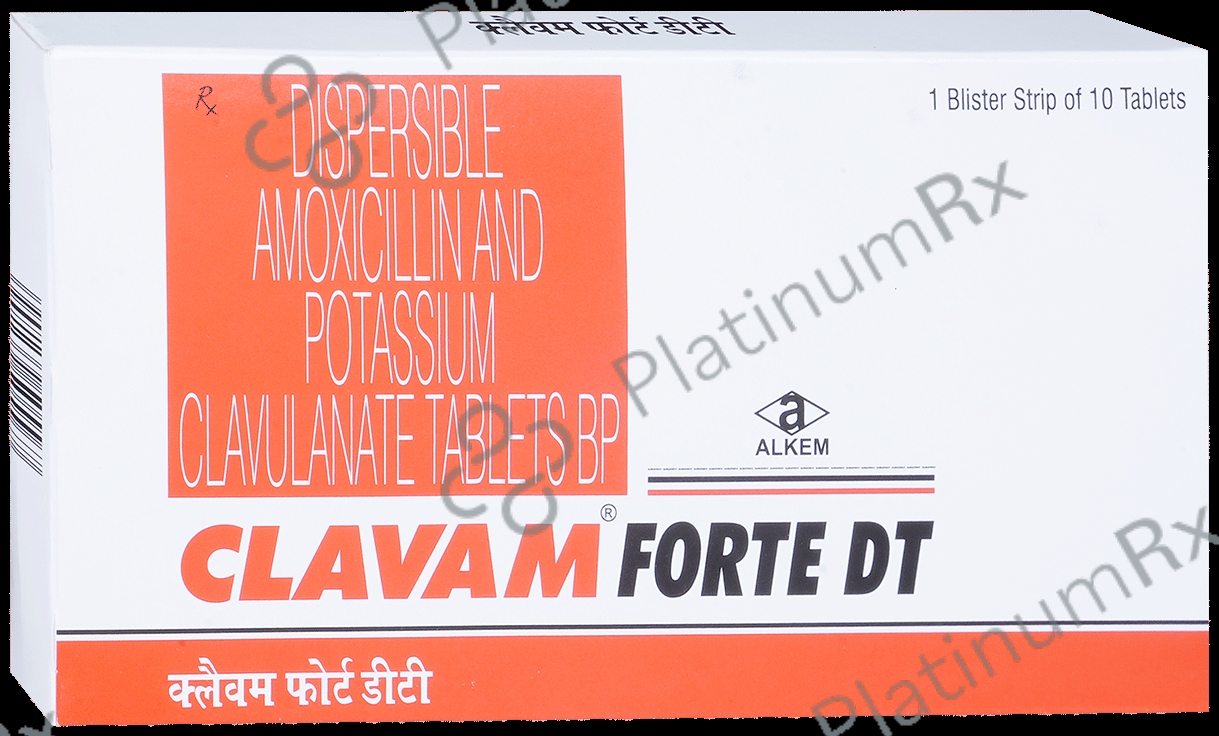 क्लैवम फोर्ट डीटी
Rx
1 Blister Strip of 10 Tablets
DISPERSIBLE
AMOXICILLIN AND
POTASSIUM
CLAVULANATE TABLETS BP
a
ALKEM
CLAVAM® FORTE DT
क्लैवम फोर्ट डीटी
PlatinumRx
PlatinumRx